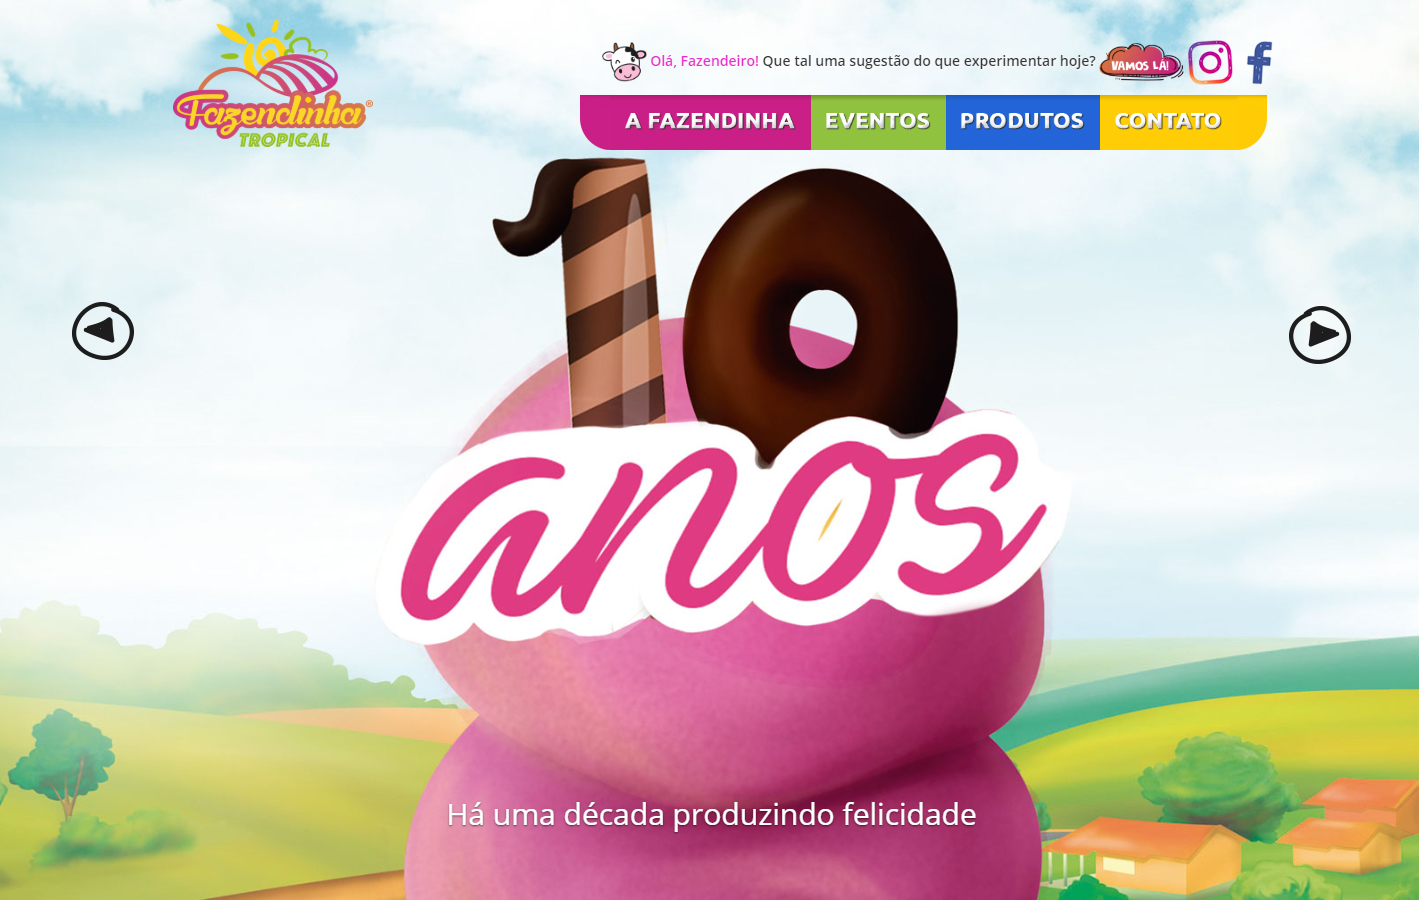 Fazendinha®
TROPICAL
Olá, Fazendeiro! Que tal uma sugestão do que experimentar hoje? VAMOS LÁ!
A FAZENDINHA EVENTOS PRODUTOS CONTATO
10
anos
Há uma década produzindo felicidade